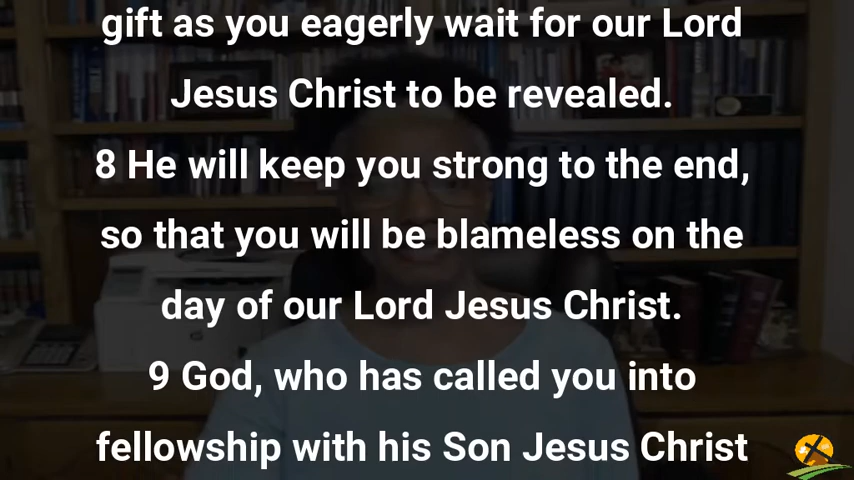 gift as you eagerly wait for our Lord
Jesus Christ to be revealed.
8 He will keep you strong to the end,
so that you will be blameless on the
day of our Lord Jesus Christ.
9 God, who has called you into
fellowship with his Son Jesus Christ